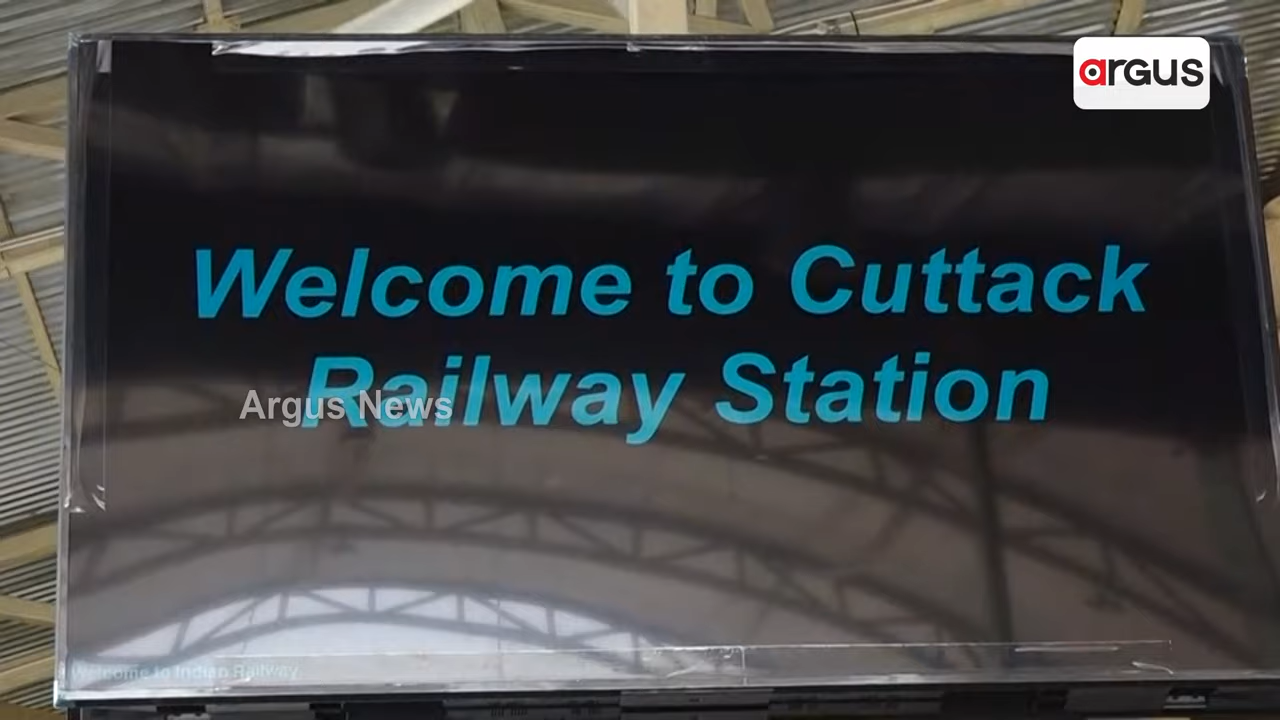 argus
Welcome to Cuttack
Railway Station
Argus News
Welcome to Indian Railway